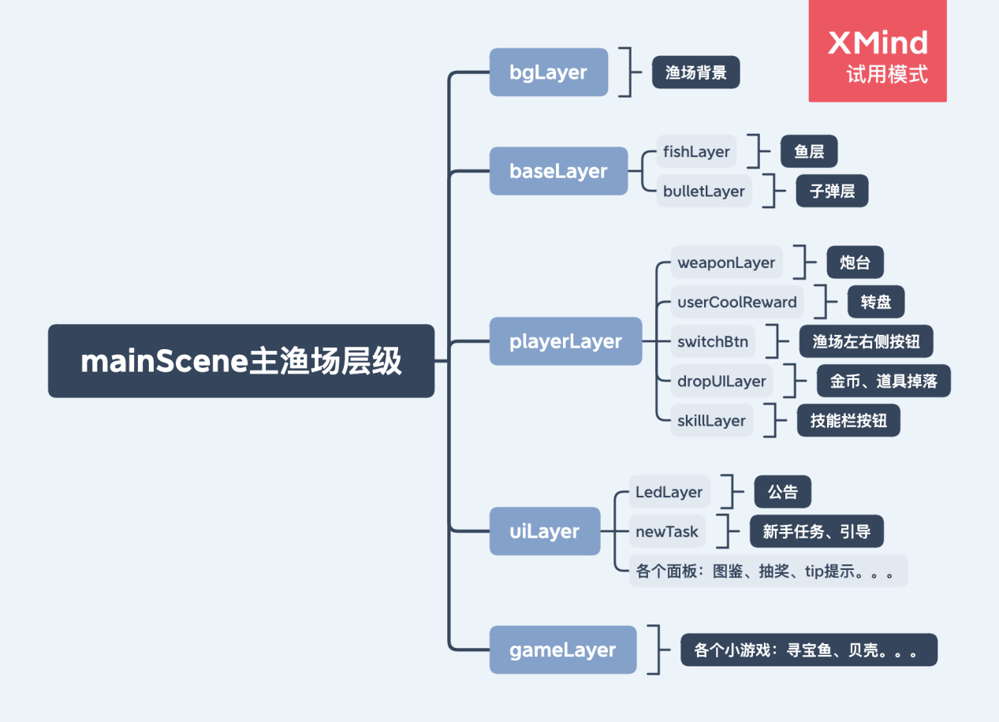 XMind
试用模式
mainScene主渔场层级
bgLayer
渔场背景
baseLayer
fishLayer
鱼层
bulletLayer
子弹层
playerLayer
weaponLayer
炮台
userCoolReward
转盘
switchBtn
渔场左右侧按钮
dropUILayer
金币、道具掉落
skillLayer
技能栏按钮
uiLayer
LedLayer
公告
newTask
新手任务、引导
各个面板：图鉴、抽奖、tip提示。。。
gameLayer
各个小游戏：寻宝鱼、贝壳。。。